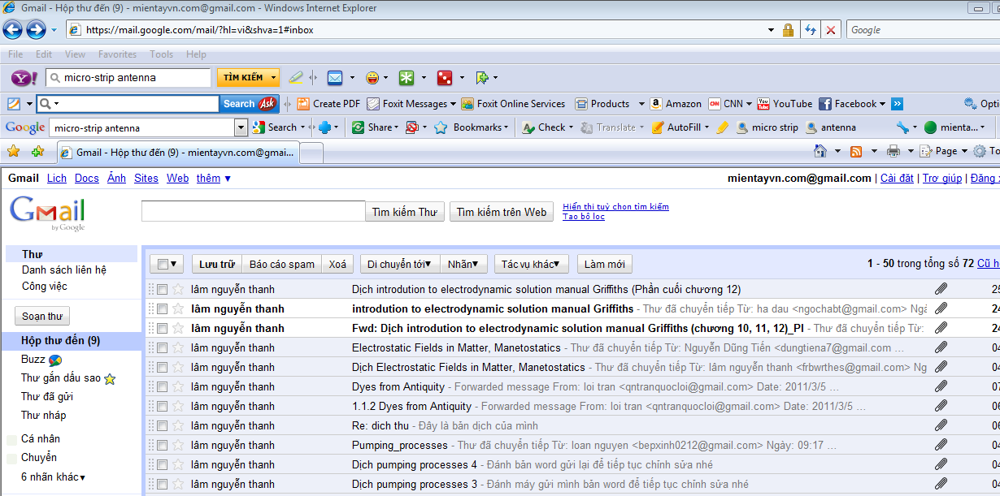 Gmail - Hộp thư đến (9) - mientayvn.com@gmail.com - Windows Internet Explorer
https://mail.google.com/mail/?hl=vi&shva=1#inbox
Google
File Edit View Favorites Tools Help
Y! micro-strip antenna TÌM KIẾM
Search Ask Create PDF Foxit Messages Foxit Online Services Products Amazon CNN YouTube Facebook Opti
Google micro-strip antenna Search Share Bookmarks Check Translate AutoFill micro strip antenna mienta...
Gmail - Hộp thư đến (9) - mientayvn.com@gmai... Page To
Gmail Lịch Docs Ảnh Sites Web thêm ▼ mientayvn.com@gmail.com | Cài đặt | Trợ giúp | Đăng
Gmail by Google
Tìm kiếm Thư Tìm kiếm trên Web
Hiển thị tuỳ chọn tìm kiếm
Tạo bộ lọc
Thư
Danh sách liên hệ
Công việc
Soạn thư
Hộp thư đến (9)
Buzz
Thư gắn dấu sao
Thư đã gửi
Thư nháp
Cá nhân
Chuyển
6 nhãn khác▼
Lưu trữ Báo cáo spam Xoá Di chuyển tới▼ Nhãn▼ Tác vụ khác▼ Làm mới 1 - 50 trong tổng số 72 Cũ
lâm nguyễn thanh Dịch introdution to electrodynamic solution manual Griffiths (Phần cuối chương 12)
lâm nguyễn thanh introdution to electrodynamic solution manual Griffiths - Thư đã chuyển tiếp Từ: ha dau <ngochabt@gmail.com> Ngà
lâm nguyễn thanh Fwd: Dịch introdution to electrodynamic solution manual Griffiths (chương 10, 11, 12)_PI - Thư đã chuyển tiếp Từ:
lâm nguyễn thanh Electrostatic Fields in Matter, Manetostatics - Thư đã chuyển tiếp Từ: Nguyễn Dũng Tiến <dungtiena7@gmail.com ...
lâm nguyễn thanh Dịch Electrostatic Fields in Matter, Manetostatics - Thư đã chuyển tiếp Từ: lâm nguyễn thanh <frbwrthes@gmail.com> Ng
lâm nguyễn thanh Dyes from Antiquity - Forwarded message From: loi tran <qntranquocloi@gmail.com> Date: 2011/3/5 ...
lâm nguyễn thanh 1.1.2 Dyes from Antiquity - Forwarded message From: loi tran <qntranquocloi@gmail.com> Date: 2011/3/5 ...
lâm nguyễn thanh Re: dich thu - Đây là bản dịch của mình
lâm nguyễn thanh Pumping_processes - Thư đã chuyển tiếp Từ: loan nguyen <bepxinh0212@gmail.com> Ngày: 09:17 ...
lâm nguyễn thanh Dịch pumping processes 4 - Đánh bản word gửi lại để tiếp tục chỉnh sửa nhé
lâm nguyễn thanh Dịch pumping processes 3 - Đánh máy gửi mình bản word để tiếp tục chỉnh sửa nhé